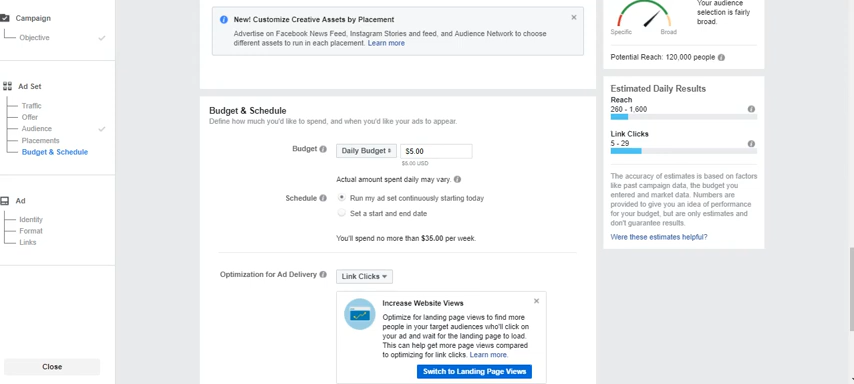 Campaign
Objective
Ad Set
Traffic
Offer
Audience
Placements
Budget & Schedule
Ad
Identity
Format
Links
Close
New! Customize Creative Assets by Placement
Advertise on Facebook News Feed, Instagram Stories and feed, and Audience Network to choose
different assets to run in each placement. Learn more
Budget & Schedule
Define how much you'd like to spend, and when you'd like your ads to appear.
Budget
Daily Budget
$5.00
$5.00 USD
Actual amount spent daily may vary.
Schedule
Run my ad set continuously starting today
Set a start and end date
You'll spend no more than $35.00 per week.
Optimization for Ad Delivery
Link Clicks
Increase Website Views
Optimize for landing page views to find more
people in your target audiences who'll click on
your ad and wait for the landing page to load.
This can help get more page views compared
to optimizing for link clicks. Learn more.
Switch to Landing Page Views
Your audience
selection is fairly
broad.
Specific
Broad
Potential Reach: 120,000 people
Estimated Daily Results
Reach
260 - 1,600
Link Clicks
5 - 29
The accuracy of estimates is based on factors
like past campaign data, the budget you
entered and market data. Numbers are
provided to give you an idea of performance
for your budget, but are only estimates and
don't guarantee results.
Were these estimates helpful?